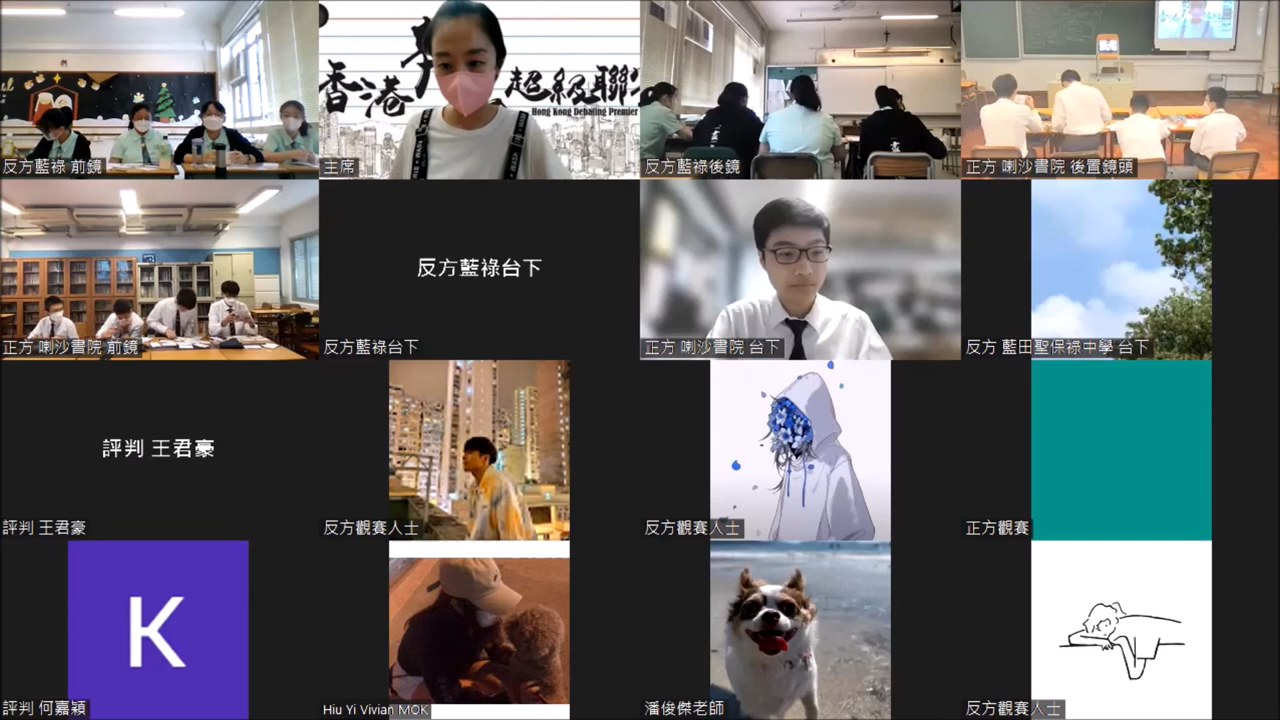 反方藍祿 前鏡
香港
超級聯
Hong Kong Debating Premier
主席
反方藍祿後鏡
正方 喇沙書院 後置鏡頭
正方 喇沙書院 前鏡
反方藍祿台下
反方藍祿台下
正方 喇沙書院 台下
反方 藍田聖保祿中學 台下
評判 王君豪
評判 王君豪
反方觀賽人士
反方觀賽人士
正方觀賽
K
評判 何嘉穎
Hiu Yi Vivian MOK
潘俊傑老師
反方觀賽人士